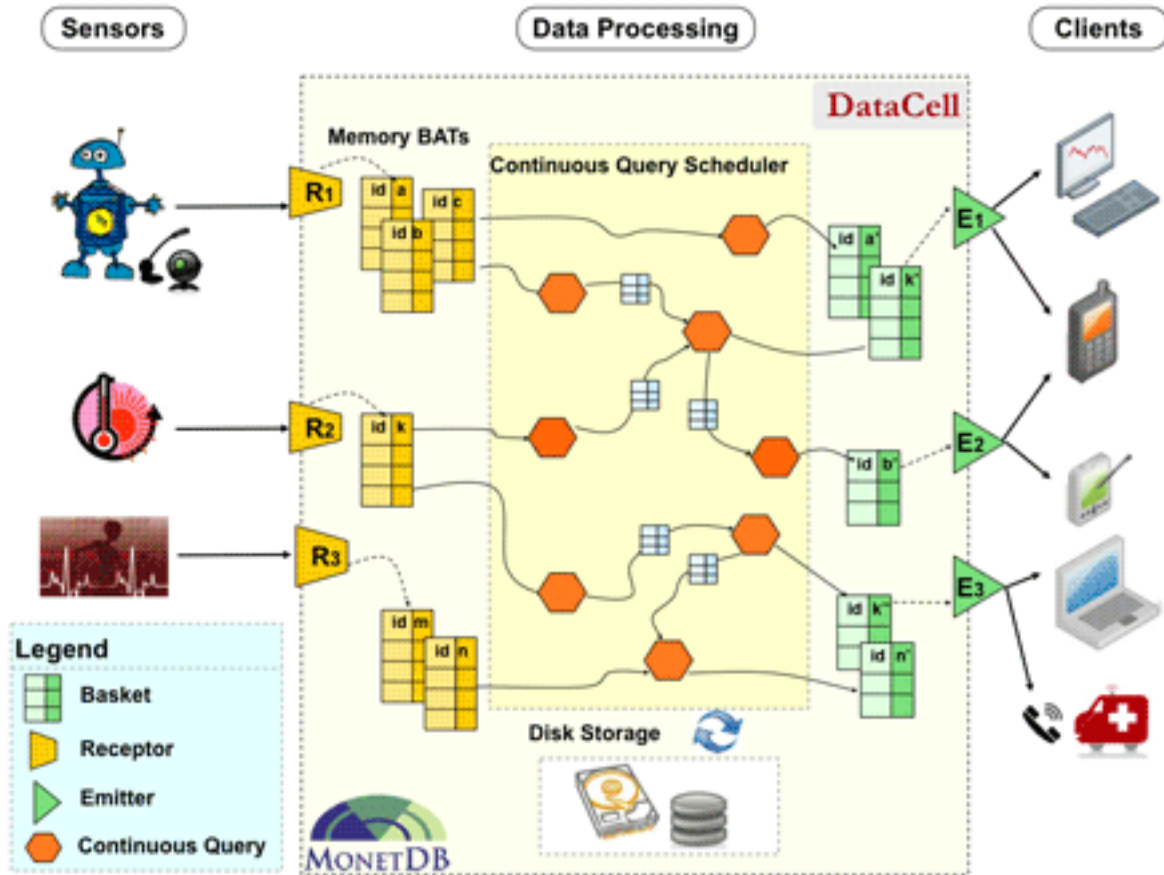 Sensors
Data Processing
Clients
DataCell
Memory BATs
Continuous Query Scheduler
R1
id a
id c
id b
id a'
id k'
E1
R2
id k
E2
id b'
R3
E3
id m
id n
id k''
id n'
Legend
Basket
Receptor
Emitter
Continuous Query
Disk Storage
MONETDB